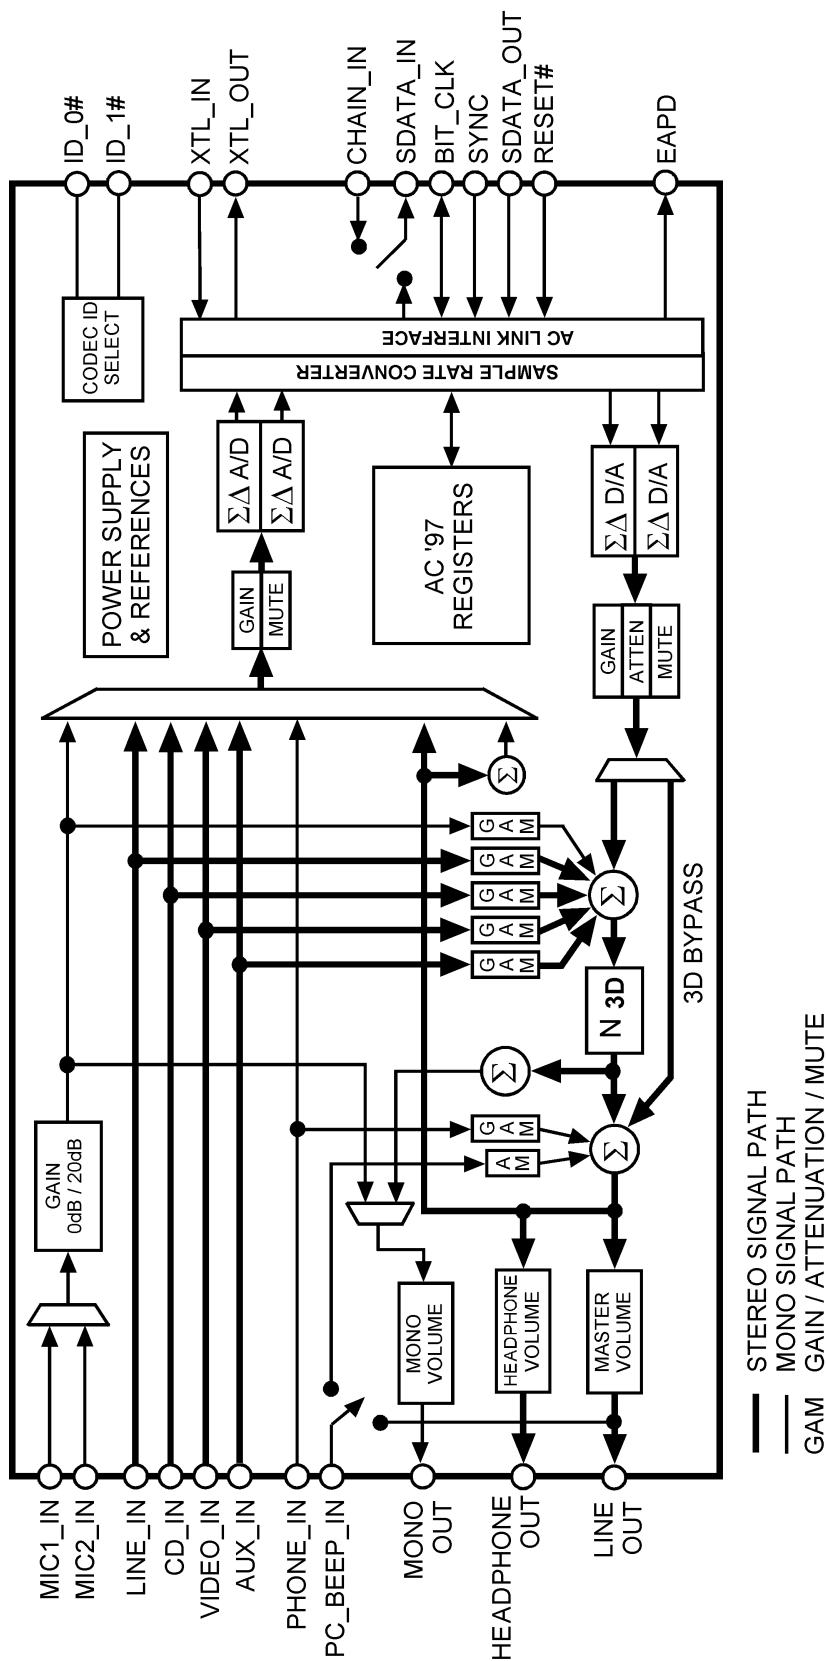 MIC1_IN
MIC2_IN
LINE_IN
CD_IN
VIDEO_IN
AUX_IN
PHONE_IN
PC_BEEP_IN
MONO
OUT
HEADPHONE
OUT
LINE
OUT
GAIN
0dB / 20dB
MONO
VOLUME
HEADPHONE
VOLUME
MASTER
VOLUME
G A M
A M
Σ
Σ
N 3D
3D BYPASS
G A M
G A M
G A M
G A M
G A M
Σ
Σ
POWER SUPPLY
& REFERENCES
GAIN
MUTE
ΣΔ A/D
ΣΔ A/D
AC '97
REGISTERS
GAIN
ATTEN
MUTE
ΣΔ D/A
ΣΔ D/A
CODEC ID
SELECT
SAMPLE RATE CONVERTER
AC LINK INTERFACE
ID_0#
ID_1#
XTL_IN
XTL_OUT
CHAIN_IN
SDATA_IN
BIT_CLK
SYNC
SDATA_OUT
RESET#
EAPD
STEREO SIGNAL PATH
MONO SIGNAL PATH
GAM GAIN / ATTENUATION / MUTE